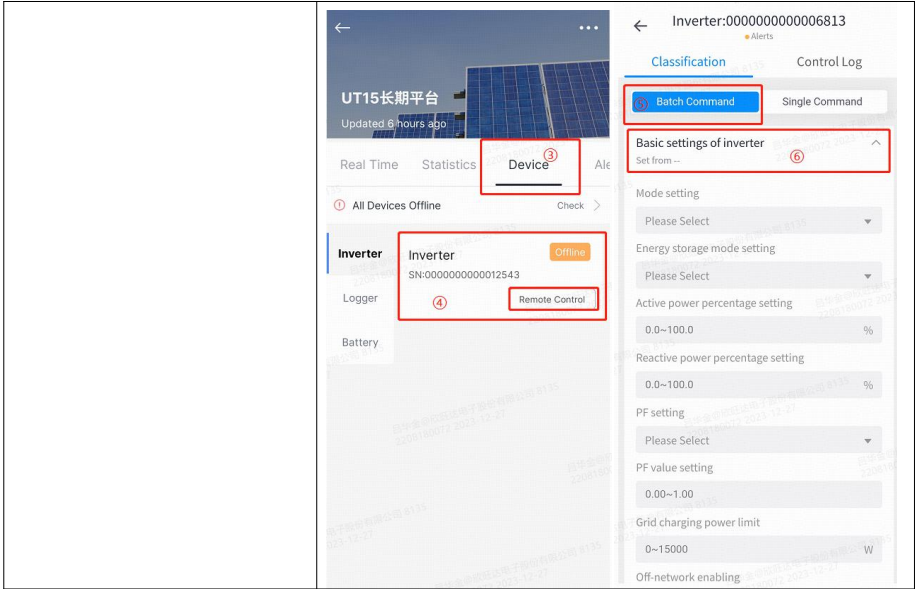 UT15长期平台
Updated 6 hours ago
Real Time Statistics Device ③ Ale
All Devices Offline Check
Inverter
Logger
Battery
Inverter Offline
SN:0000000000012543
④ Remote Control
Inverter:0000000000006813
Alerts
Classification Control Log
⑤ Batch Command Single Command
Basic settings of inverter
Set from --
⑥
Mode setting
Please Select
Energy storage mode setting
Please Select
Active power percentage setting
0.0~100.0 %
Reactive power percentage setting
0.0~100.0 %
PF setting
Please Select
PF value setting
0.00~1.00
Grid charging power limit
0~15000 W
Off-network enabling